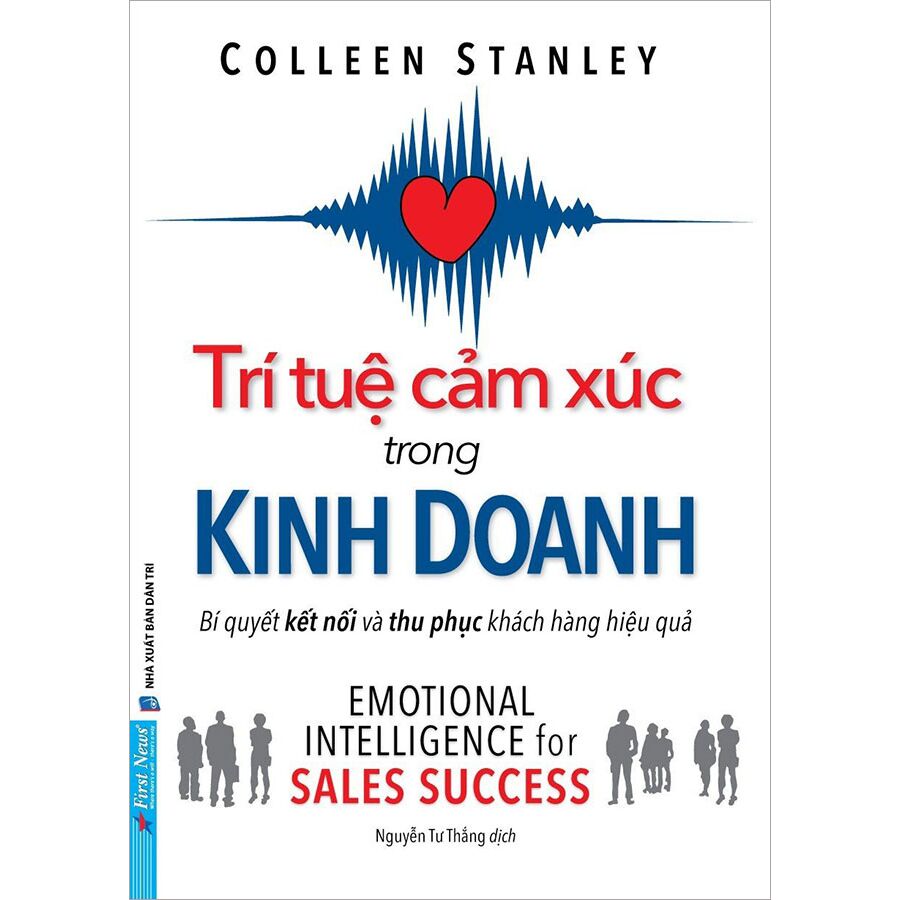 COLLEEN STANLEY
Trí tuệ cảm xúc
trong
KINH DOANH
Bí quyết kết nối và thu phục khách hàng hiệu quả
EMOTIONAL
INTELLIGENCE for
SALES SUCCESS
Nguyễn Tư Thắng dịch
NHÀ XUẤT BẢN DÂN TRÍ
First News